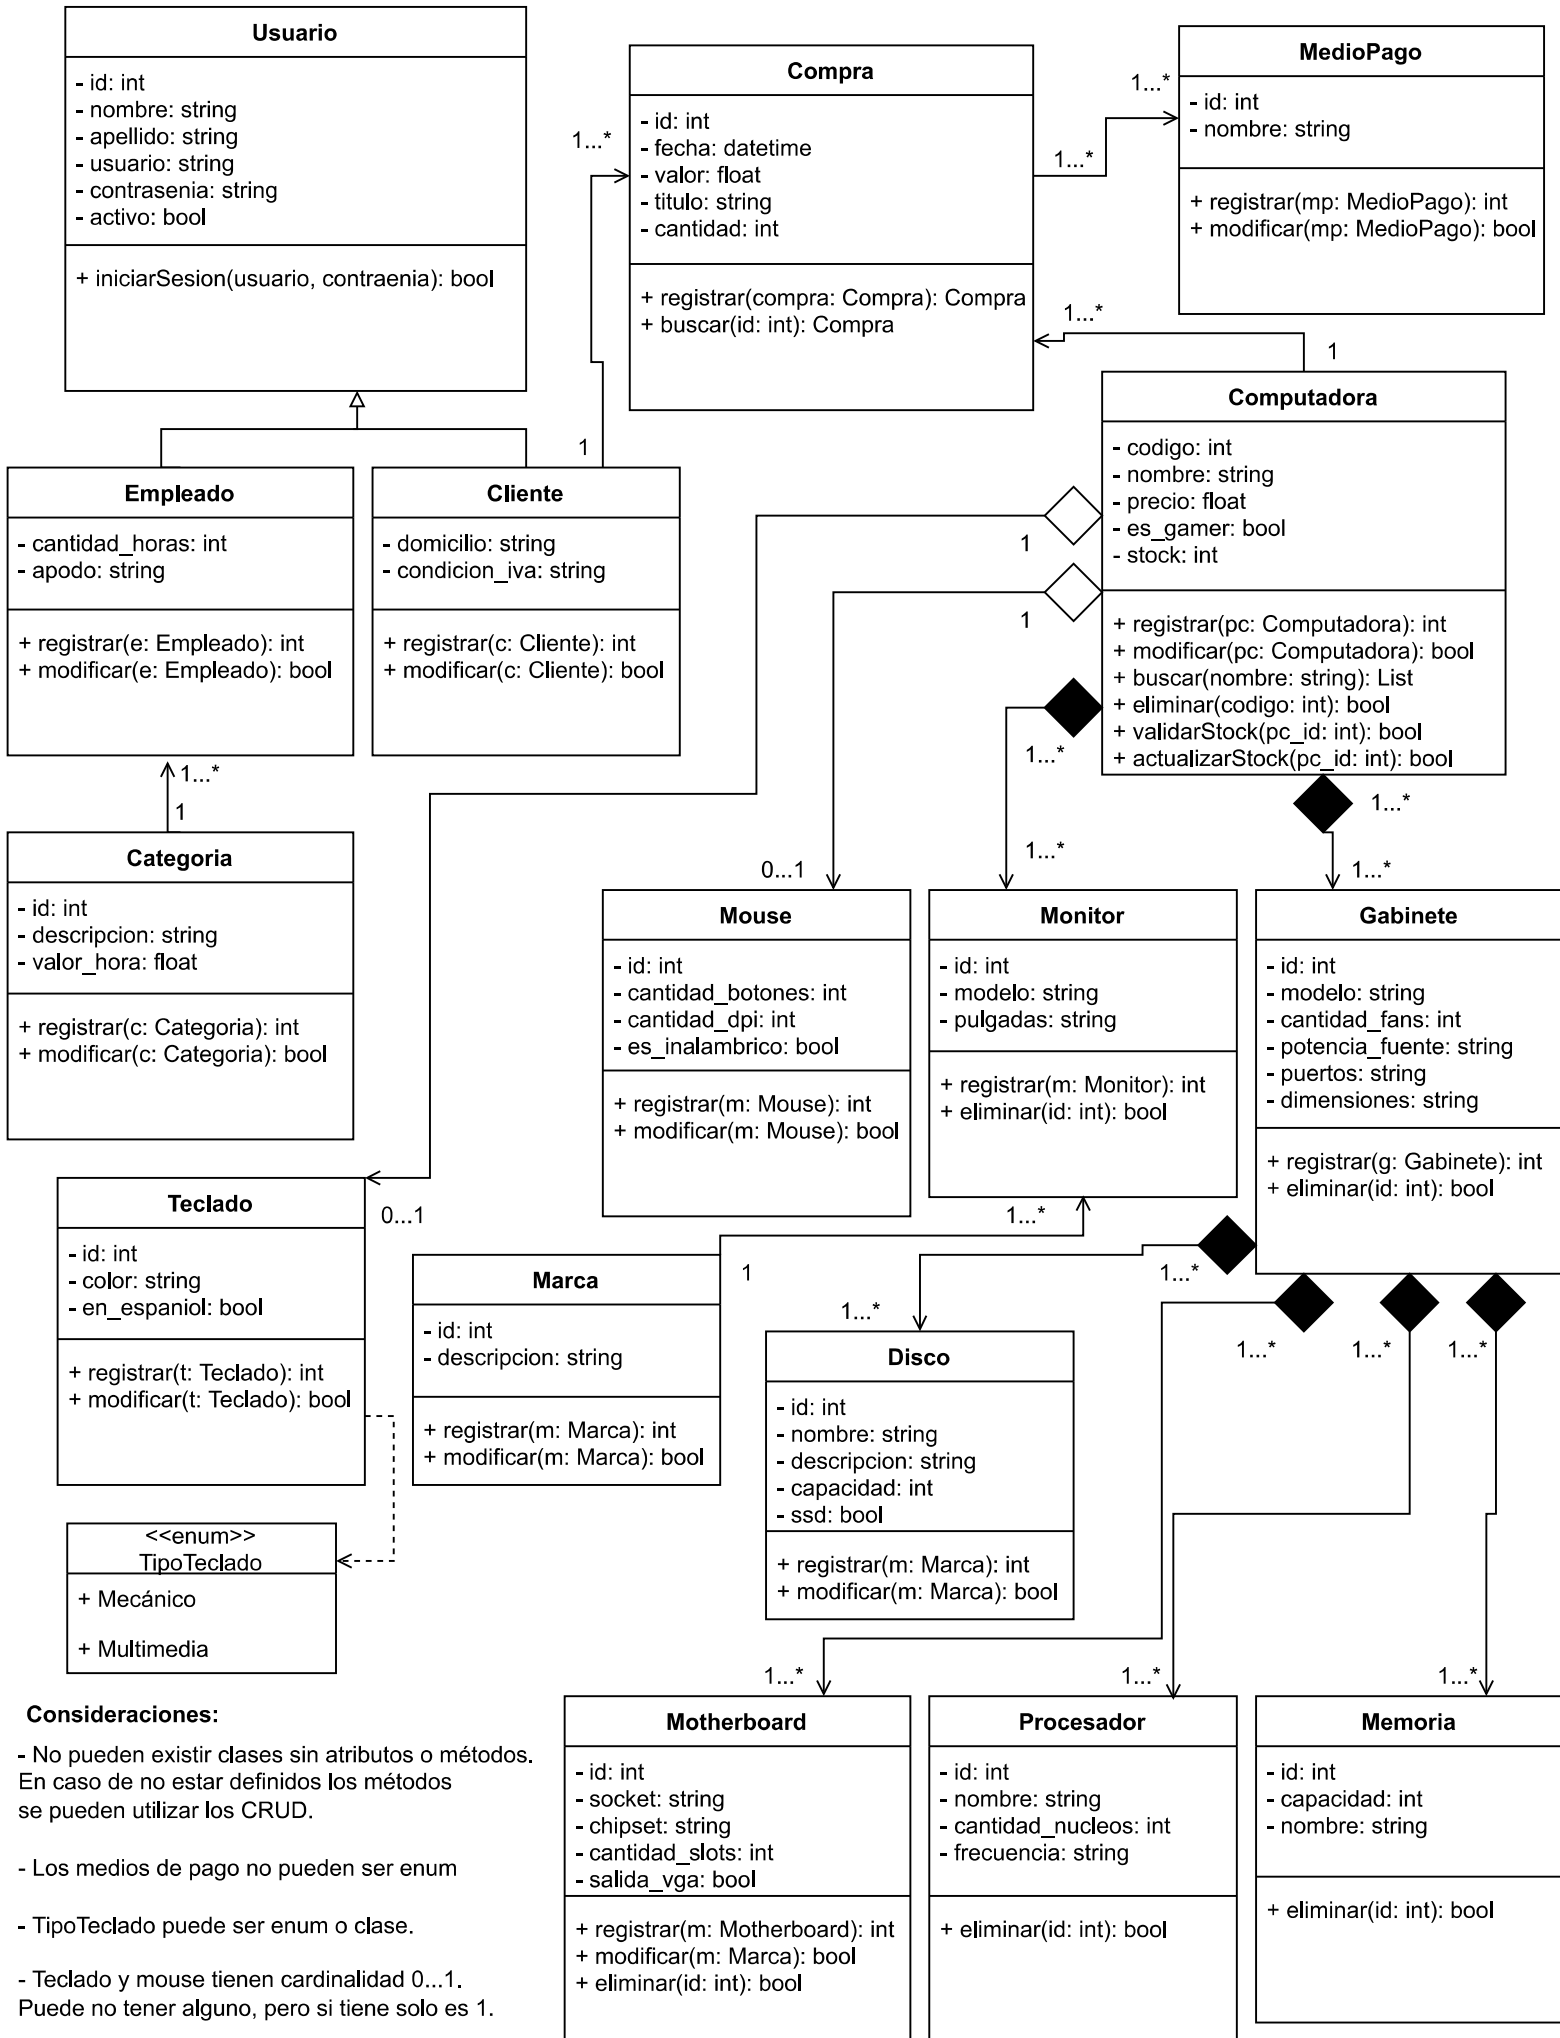 Usuario
- id: int
- nombre: string
- apellido: string
- usuario: string
- contrasenia: string
- activo: bool
+ iniciarSesion(usuario, contraenia): bool
Compra
- id: int
- fecha: datetime
- valor: float
- titulo: string
- cantidad: int
+ registrar(compra: Compra): Compra
+ buscar(id: int): Compra
MedioPago
- id: int
- nombre: string
+ registrar(mp: MedioPago): int
+ modificar(mp: MedioPago): bool
1...*
1...*
1...*
1...*
1
1
Empleado
- cantidad_horas: int
- apodo: string
+ registrar(e: Empleado): int
+ modificar(e: Empleado): bool
Cliente
- domicilio: string
- condicion_iva: string
+ registrar(c: Cliente): int
+ modificar(c: Cliente): bool
Computadora
- codigo: int
- nombre: string
- precio: float
- es_gamer: bool
- stock: int
+ registrar(pc: Computadora): int
+ modificar(pc: Computadora): bool
+ buscar(nombre: string): List
+ eliminar(codigo: int): bool
+ validarStock(pc_id: int): bool
+ actualizarStock(pc_id: int): bool
1
1
1...*
1...*
1...*
1
0...1
1...*
1...*
Categoria
- id: int
- descripcion: string
- valor_hora: float
+ registrar(c: Categoria): int
+ modificar(c: Categoria): bool
Mouse
- id: int
- cantidad_botones: int
- cantidad_dpi: int
- es_inalambrico: bool
+ registrar(m: Mouse): int
+ modificar(m: Mouse): bool
Monitor
- id: int
- modelo: string
- pulgadas: string
+ registrar(m: Monitor): int
+ eliminar(id: int): bool
Gabinete
- id: int
- modelo: string
- cantidad_fans: int
- potencia_fuente: string
- puertos: string
- dimensiones: string
+ registrar(g: Gabinete): int
+ eliminar(id: int): bool
0...1
1...*
1
1...*
1...*
1...*
1...*
1...*
Teclado
- id: int
- color: string
- en_espaniol: bool
+ registrar(t: Teclado): int
+ modificar(t: Teclado): bool
Marca
- id: int
- descripcion: string
+ registrar(m: Marca): int
+ modificar(m: Marca): bool
Disco
- id: int
- nombre: string
- descripcion: string
- capacidad: int
- ssd: bool
+ registrar(m: Marca): int
+ modificar(m: Marca): bool
<<enum>>
TipoTeclado
+ Mecánico
+ Multimedia
1...*
1...*
1...*
Consideraciones:
- No pueden existir clases sin atributos o métodos.
En caso de no estar definidos los métodos
se pueden utilizar los CRUD.
- Los medios de pago no pueden ser enum
- TipoTeclado puede ser enum o clase.
- Teclado y mouse tienen cardinalidad 0...1.
Puede no tener alguno, pero si tiene solo es 1.
Motherboard
- id: int
- socket: string
- chipset: string
- cantidad_slots: int
- salida_vga: bool
+ registrar(m: Motherboard): int
+ modificar(m: Marca): bool
+ eliminar(id: int): bool
Procesador
- id: int
- nombre: string
- cantidad_nucleos: int
- frecuencia: string
+ eliminar(id: int): bool
Memoria
- id: int
- capacidad: int
- nombre: string
+ eliminar(id: int): bool